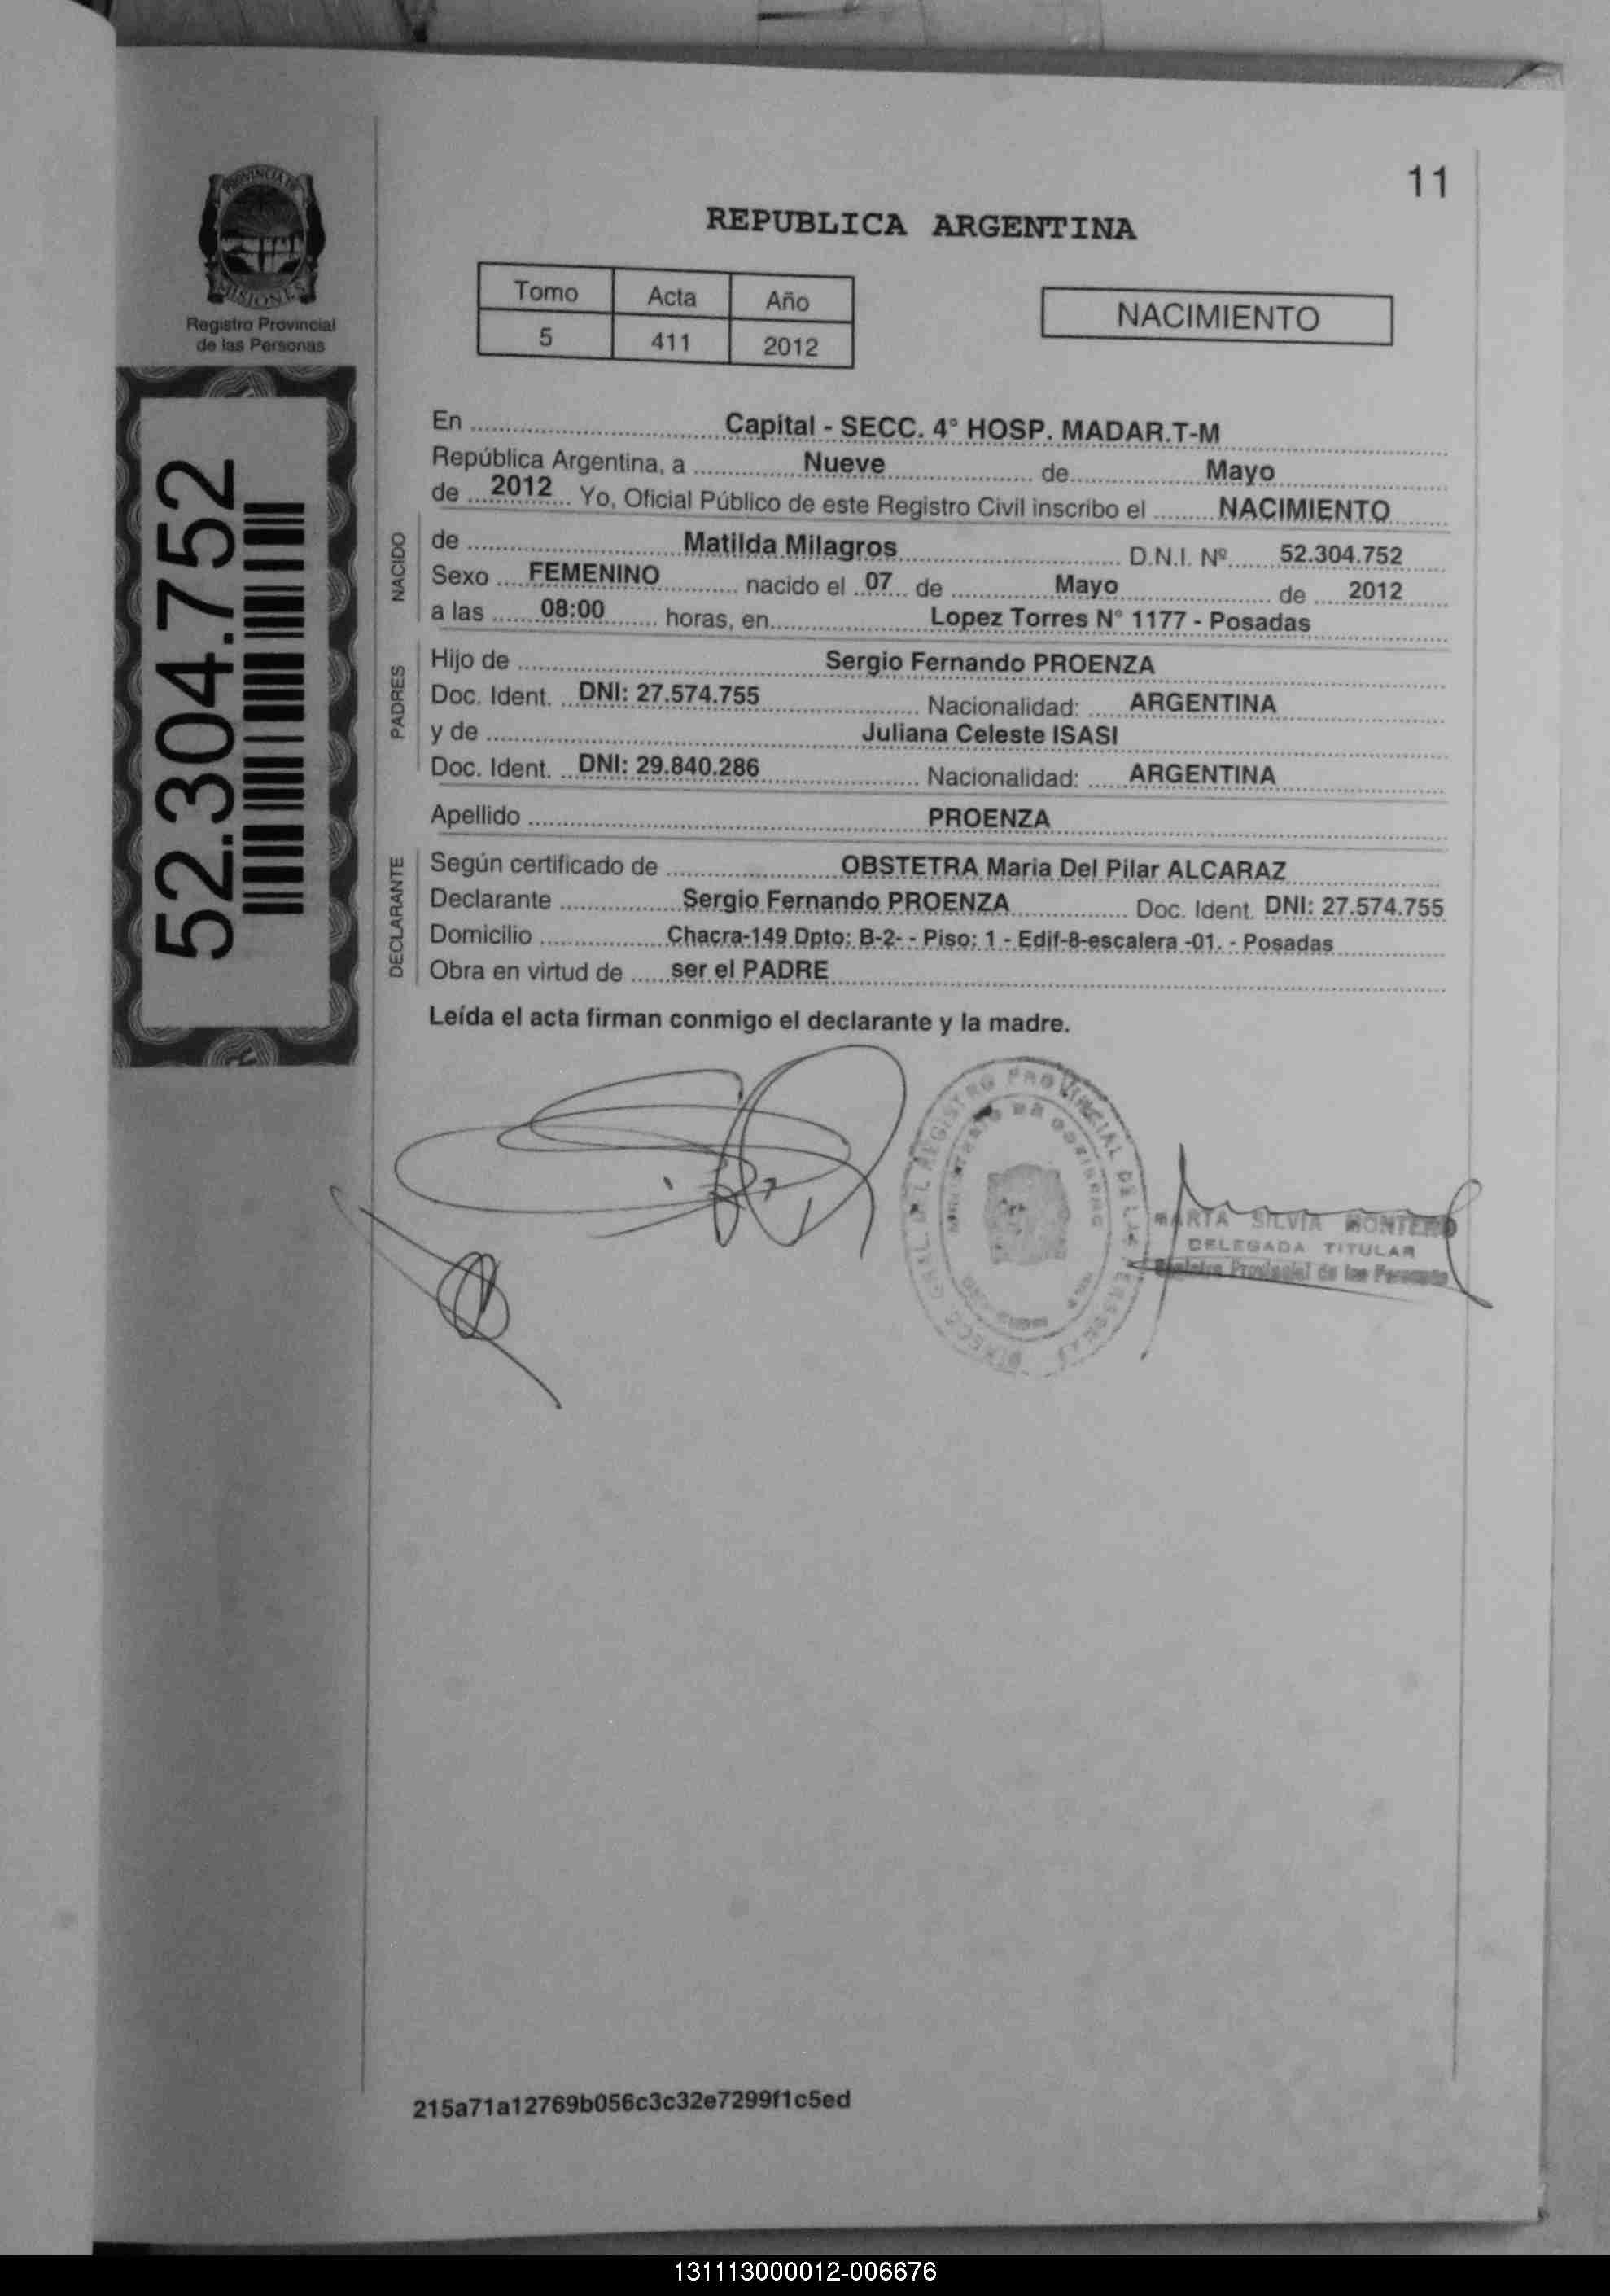 11
PROVINCIA DE
MISIONES
Registro Provincial
de las Personas
52.304.752
REPUBLICA ARGENTINA
Tomo Acta Año
5 411 2012
NACIMIENTO
En Capital - SECC. 4° HOSP. MADAR.T-M
República Argentina, a Nueve de Mayo
de 2012 Yo, Oficial Público de este Registro Civil inscribo el NACIMIENTO
NACIDO
de Matilda Milagros D.N.I. Nº 52.304.752
Sexo FEMENINO nacido el 07 de Mayo de 2012
a las 08:00 horas, en Lopez Torres N° 1177 - Posadas
PADRES
Hijo de Sergio Fernando PROENZA
Doc. Ident. DNI: 27.574.755 Nacionalidad: ARGENTINA
y de Juliana Celeste ISASI
Doc. Ident. DNI: 29.840.286 Nacionalidad: ARGENTINA
Apellido PROENZA
DECLARANTE
Según certificado de OBSTETRA Maria Del Pilar ALCARAZ
Declarante Sergio Fernando PROENZA Doc. Ident. DNI: 27.574.755
Domicilio Chacra-149 Dpto: B-2- - Piso: 1 - Edif-8-escalera -01. - Posadas
Obra en virtud de ser el PADRE
Leída el acta firman conmigo el declarante y la madre.
REGISTRO PROVINCIAL DE LAS PERSONAS
MARTA SILVIA MONTERO
DELEGADA TITULAR
Registro Provincial de las Personas
215a71a12769b056c3c32e7299f1c5ed
131113000012-006676